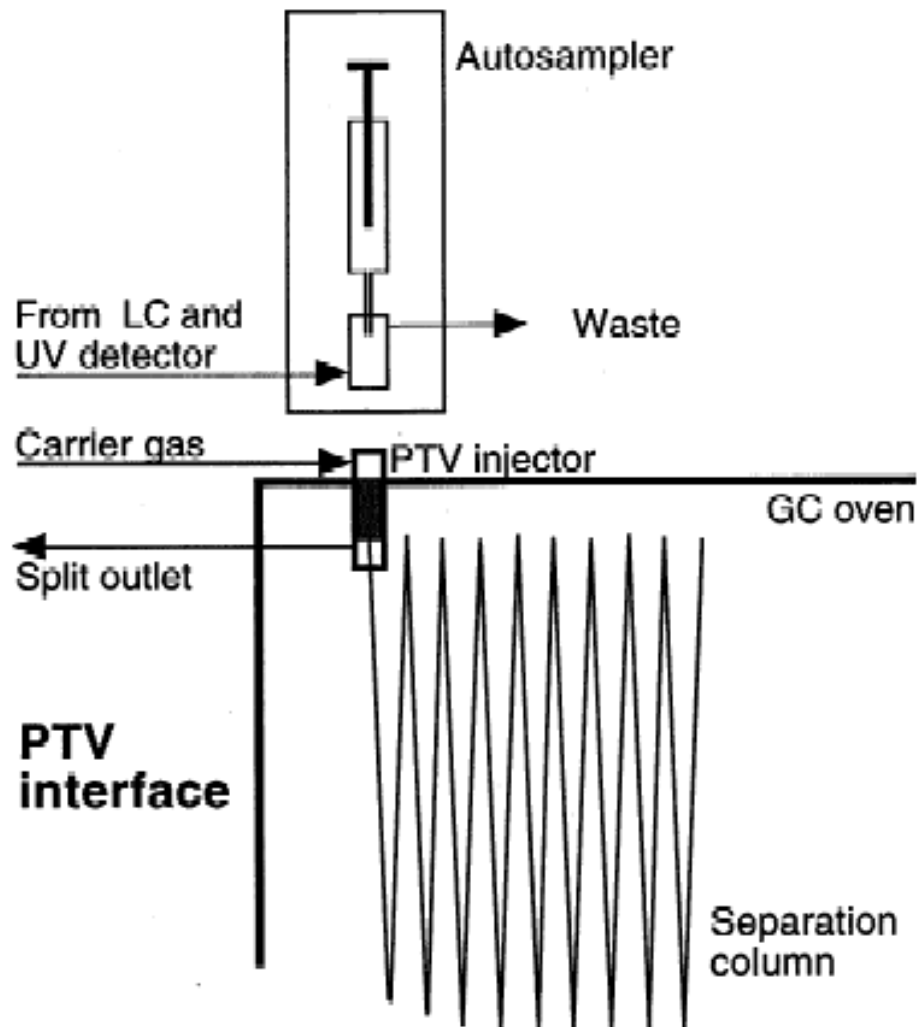 Autosampler
From LC and
UV detector
Waste
Carrier gas
PTV injector
GC oven
Split outlet
PTV
interface
Separation
column